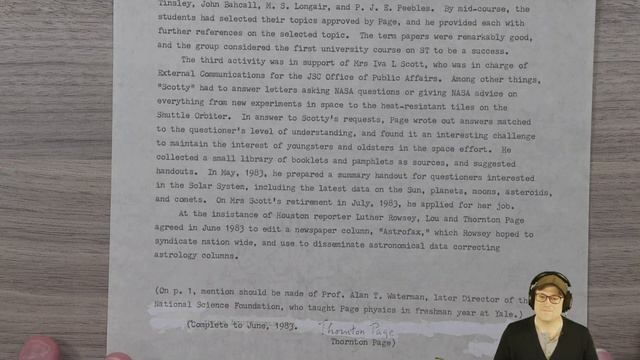 Tinsley, John Bahcall, M. S. Longair, and P. J. E. Peebles. By mid-course, the
students had selected their topics approved by Page, and he provided each with
further references on the selected topic. The term papers were remarkably good,
and the group considered the first university course on ST to be a success.
The third activity was in support of Mrs Iva L Scott, who was in charge of
External Communications for the JSC Office of Public Affairs. Among other things,
"Scotty" had to answer letters asking NASA questions or giving NASA advice on
everything from new experiments in space to the heat-resistant tiles on the
Shuttle Orbiter. In answer to Scotty's requests, Page wrote out answers matched
to the questioner's level of understanding, and found it an interesting challenge
to maintain the interest of youngsters and oldsters in the space effort. He
collected a small library of booklets and pamphlets as sources, and suggested
handouts. In May, 1983, he prepared a summary handout for questioners interested
in the Solar System, including the latest data on the Sun, planets, moons, asteroids,
and comets. On Mrs Scott's retirement in July, 1983, he applied for her job.
At the insistance of Houston reporter Luther Rowsey, Lou and Thornton Page
agreed in June 1983 to edit a newspaper column, "Astrofax," which Rowsey hoped to
syndicate nation wide, and use to disseminate astronomical data correcting
astrology columns.
(On p. 1, mention should be made of Prof. Alan T. Waterman, later Director of th
National Science Foundation, who taught Page physics in freshman year at Yale.)
(Complete to June, 1983. Thornton Page
Thornton Page)